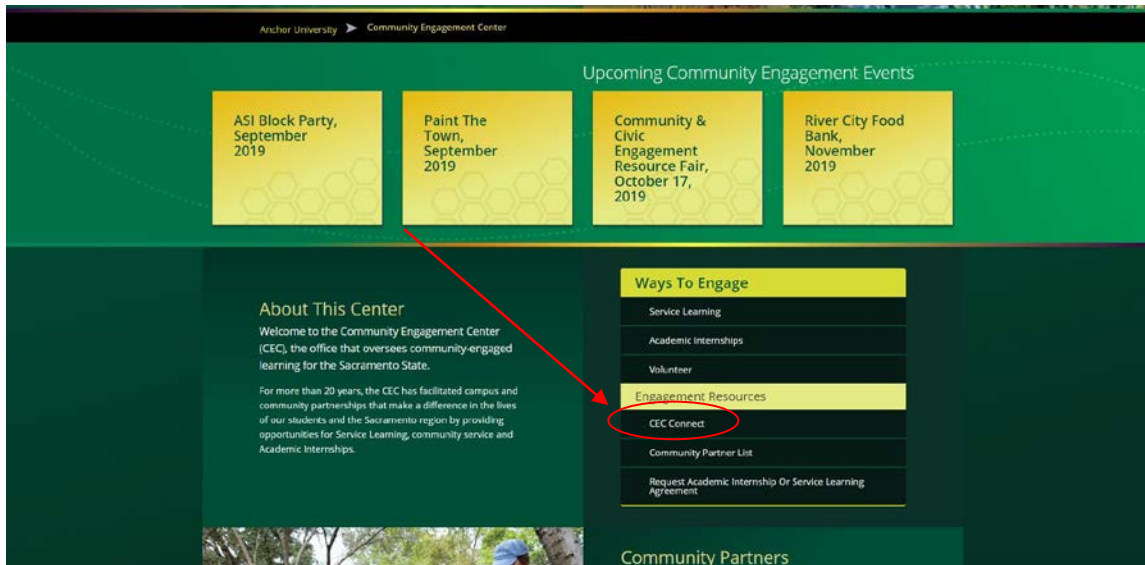 Anchor University ➤ Community Engagement Center
Upcoming Community Engagement Events
ASI Block Party,
September
2019
Paint The
Town,
September
2019
Community &
Civic
Engagement
Resource Fair,
October 17,
2019
River City Food
Bank,
November
2019
About This Center
Welcome to the Community Engagement Center
(CEC), the office that oversees community-engaged
learning for the Sacramento State.
For more than 20 years, the CEC has facilitated campus and
community partnerships that make a difference in the lives
of our students and the Sacramento region by providing
opportunities for Service Learning, community service and
Academic Internships.
Ways To Engage
Service Learning
Academic Internships
Volunteer
Engagement Resources
CEC Connect
Community Partner List
Request Academic Internship Or Service Learning
Agreement
Community Partners